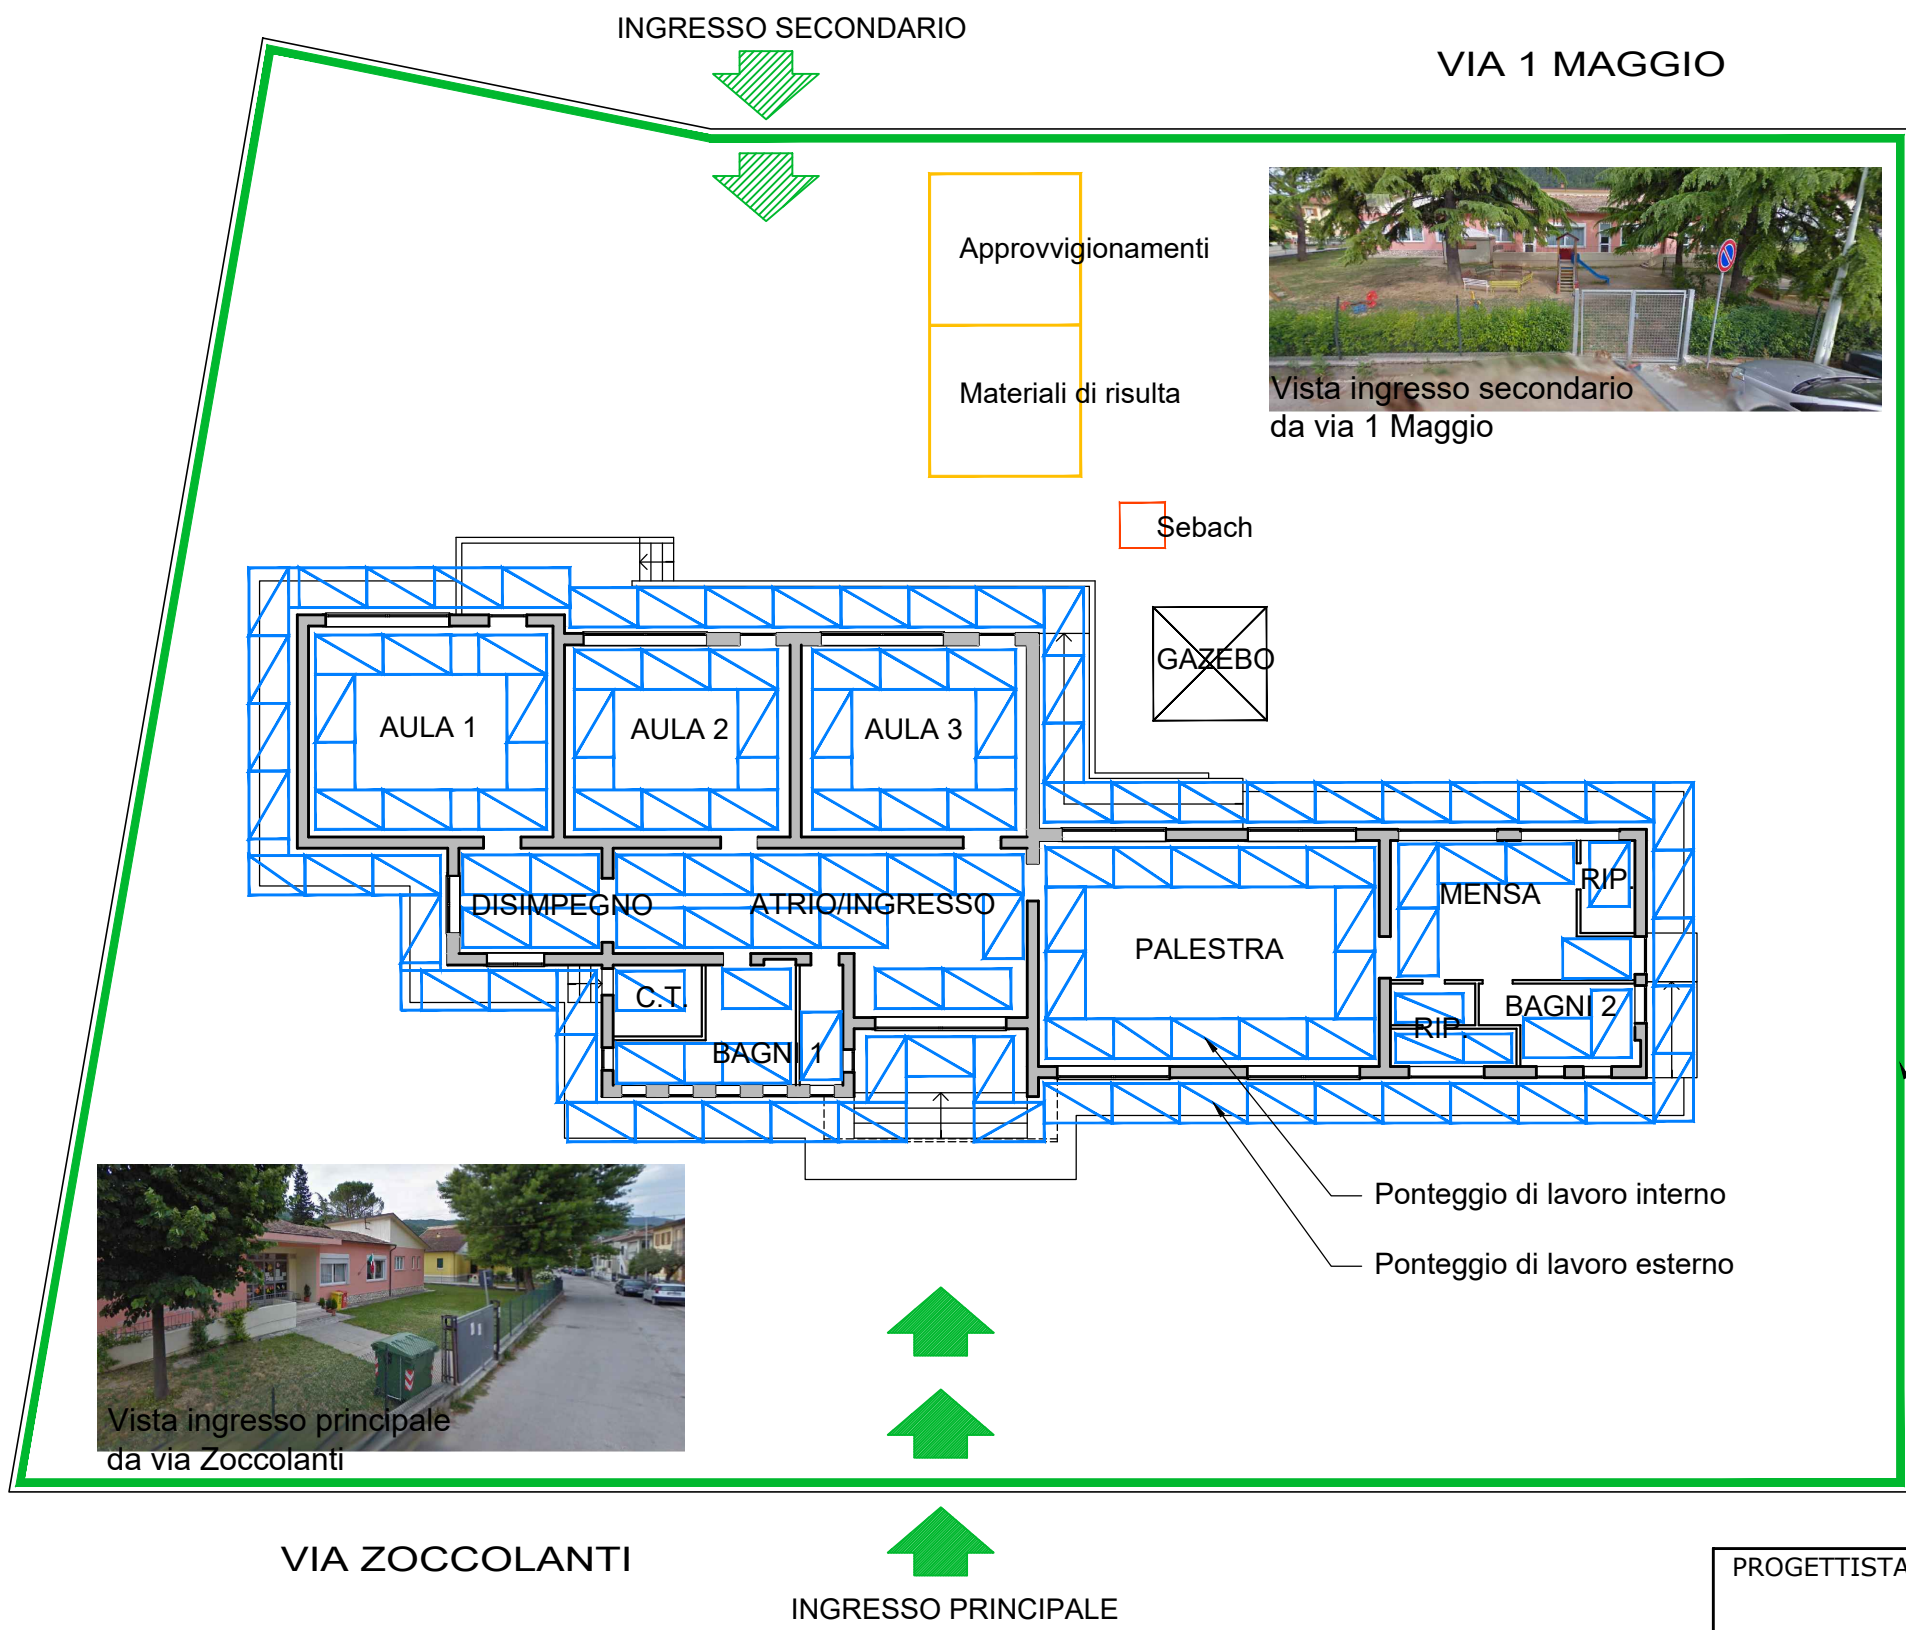 INGRESSO SECONDARIO
VIA 1 MAGGIO
Approvvigionamenti
Materiali di risulta
Vista ingresso secondario
da via 1 Maggio
Sebach
GAZEBO
AULA 1
AULA 2
AULA 3
DISIMPEGNO
ATRIO/INGRESSO
PALESTRA
MENSA
RIP.
C.T.
BAGNI 1
RIP.
BAGNI 2
Ponteggio di lavoro interno
Ponteggio di lavoro esterno
Vista ingresso principale
da via Zoccolanti
VIA ZOCCOLANTI
INGRESSO PRINCIPALE
PROGETTISTA